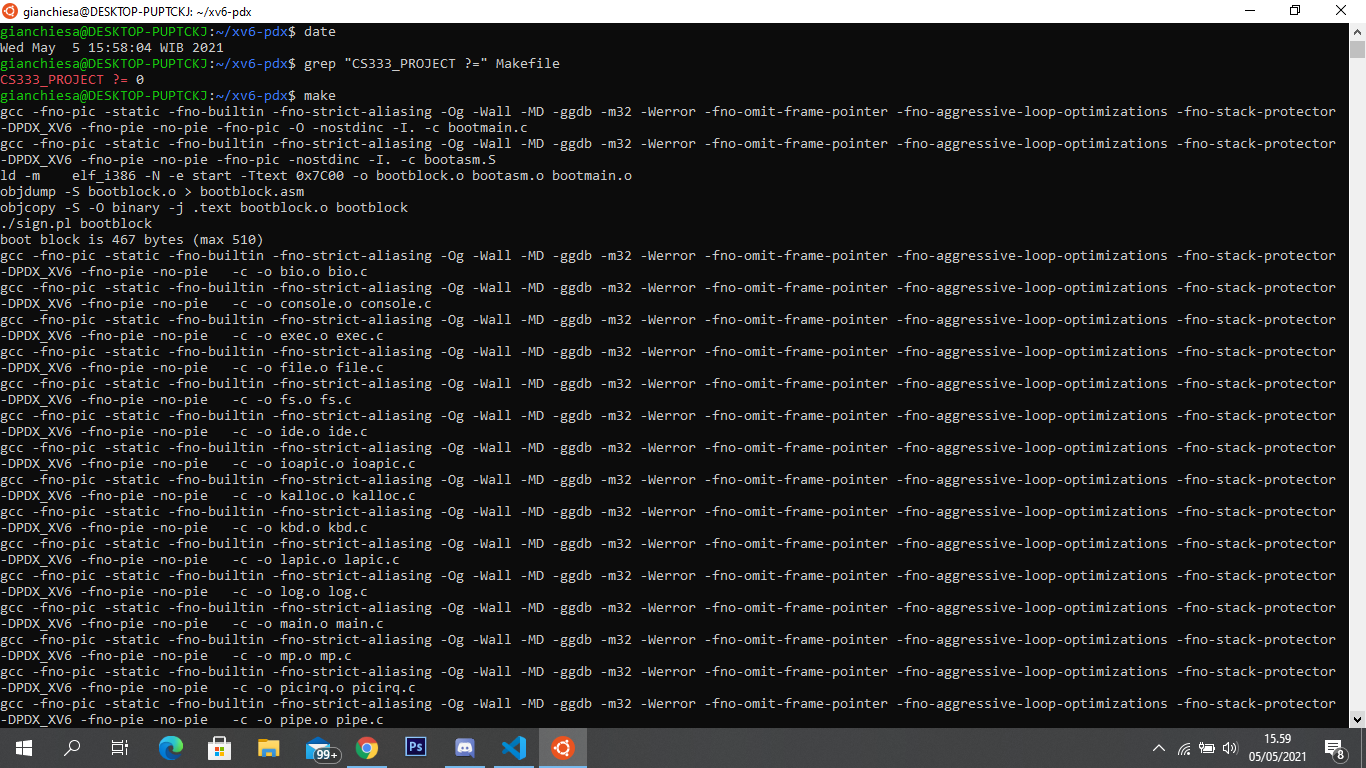 gianchiesa@DESKTOP-PUPTCKJ: ~/xv6-pdx
gianchiesa@DESKTOP-PUPTCKJ:~/xv6-pdx$ date
Wed May  5 15:58:04 WIB 2021
gianchiesa@DESKTOP-PUPTCKJ:~/xv6-pdx$ grep "CS333_PROJECT ?=" Makefile
CS333_PROJECT ?= 0
gianchiesa@DESKTOP-PUPTCKJ:~/xv6-pdx$ make
gcc -fno-pic -static -fno-builtin -fno-strict-aliasing -Og -Wall -MD -ggdb -m32 -Werror -fno-omit-frame-pointer -fno-aggressive-loop-optimizations -fno-stack-protector
-DPDX_XV6 -fno-pie -no-pie -fno-pic -O -nostdinc -I. -c bootmain.c
gcc -fno-pic -static -fno-builtin -fno-strict-aliasing -Og -Wall -MD -ggdb -m32 -Werror -fno-omit-frame-pointer -fno-aggressive-loop-optimizations -fno-stack-protector
-DPDX_XV6 -fno-pie -no-pie -fno-pic -nostdinc -I. -c bootasm.S
ld -m    elf_i386 -N -e start -Ttext 0x7C00 -o bootblock.o bootasm.o bootmain.o
objdump -S bootblock.o > bootblock.asm
objcopy -S -O binary -j .text bootblock.o bootblock
./sign.pl bootblock
boot block is 467 bytes (max 510)
gcc -fno-pic -static -fno-builtin -fno-strict-aliasing -Og -Wall -MD -ggdb -m32 -Werror -fno-omit-frame-pointer -fno-aggressive-loop-optimizations -fno-stack-protector
-DPDX_XV6 -fno-pie -no-pie   -c -o bio.o bio.c
gcc -fno-pic -static -fno-builtin -fno-strict-aliasing -Og -Wall -MD -ggdb -m32 -Werror -fno-omit-frame-pointer -fno-aggressive-loop-optimizations -fno-stack-protector
-DPDX_XV6 -fno-pie -no-pie   -c -o console.o console.c
gcc -fno-pic -static -fno-builtin -fno-strict-aliasing -Og -Wall -MD -ggdb -m32 -Werror -fno-omit-frame-pointer -fno-aggressive-loop-optimizations -fno-stack-protector
-DPDX_XV6 -fno-pie -no-pie   -c -o exec.o exec.c
gcc -fno-pic -static -fno-builtin -fno-strict-aliasing -Og -Wall -MD -ggdb -m32 -Werror -fno-omit-frame-pointer -fno-aggressive-loop-optimizations -fno-stack-protector
-DPDX_XV6 -fno-pie -no-pie   -c -o file.o file.c
gcc -fno-pic -static -fno-builtin -fno-strict-aliasing -Og -Wall -MD -ggdb -m32 -Werror -fno-omit-frame-pointer -fno-aggressive-loop-optimizations -fno-stack-protector
-DPDX_XV6 -fno-pie -no-pie   -c -o fs.o fs.c
gcc -fno-pic -static -fno-builtin -fno-strict-aliasing -Og -Wall -MD -ggdb -m32 -Werror -fno-omit-frame-pointer -fno-aggressive-loop-optimizations -fno-stack-protector
-DPDX_XV6 -fno-pie -no-pie   -c -o ide.o ide.c
gcc -fno-pic -static -fno-builtin -fno-strict-aliasing -Og -Wall -MD -ggdb -m32 -Werror -fno-omit-frame-pointer -fno-aggressive-loop-optimizations -fno-stack-protector
-DPDX_XV6 -fno-pie -no-pie   -c -o ioapic.o ioapic.c
gcc -fno-pic -static -fno-builtin -fno-strict-aliasing -Og -Wall -MD -ggdb -m32 -Werror -fno-omit-frame-pointer -fno-aggressive-loop-optimizations -fno-stack-protector
-DPDX_XV6 -fno-pie -no-pie   -c -o kalloc.o kalloc.c
gcc -fno-pic -static -fno-builtin -fno-strict-aliasing -Og -Wall -MD -ggdb -m32 -Werror -fno-omit-frame-pointer -fno-aggressive-loop-optimizations -fno-stack-protector
-DPDX_XV6 -fno-pie -no-pie   -c -o kbd.o kbd.c
gcc -fno-pic -static -fno-builtin -fno-strict-aliasing -Og -Wall -MD -ggdb -m32 -Werror -fno-omit-frame-pointer -fno-aggressive-loop-optimizations -fno-stack-protector
-DPDX_XV6 -fno-pie -no-pie   -c -o lapic.o lapic.c
gcc -fno-pic -static -fno-builtin -fno-strict-aliasing -Og -Wall -MD -ggdb -m32 -Werror -fno-omit-frame-pointer -fno-aggressive-loop-optimizations -fno-stack-protector
-DPDX_XV6 -fno-pie -no-pie   -c -o log.o log.c
gcc -fno-pic -static -fno-builtin -fno-strict-aliasing -Og -Wall -MD -ggdb -m32 -Werror -fno-omit-frame-pointer -fno-aggressive-loop-optimizations -fno-stack-protector
-DPDX_XV6 -fno-pie -no-pie   -c -o main.o main.c
gcc -fno-pic -static -fno-builtin -fno-strict-aliasing -Og -Wall -MD -ggdb -m32 -Werror -fno-omit-frame-pointer -fno-aggressive-loop-optimizations -fno-stack-protector
-DPDX_XV6 -fno-pie -no-pie   -c -o mp.o mp.c
gcc -fno-pic -static -fno-builtin -fno-strict-aliasing -Og -Wall -MD -ggdb -m32 -Werror -fno-omit-frame-pointer -fno-aggressive-loop-optimizations -fno-stack-protector
-DPDX_XV6 -fno-pie -no-pie   -c -o picirq.o picirq.c
gcc -fno-pic -static -fno-builtin -fno-strict-aliasing -Og -Wall -MD -ggdb -m32 -Werror -fno-omit-frame-pointer -fno-aggressive-loop-optimizations -fno-stack-protector
-DPDX_XV6 -fno-pie -no-pie   -c -o pipe.o pipe.c
99+
Ps
15.59
05/05/2021
8